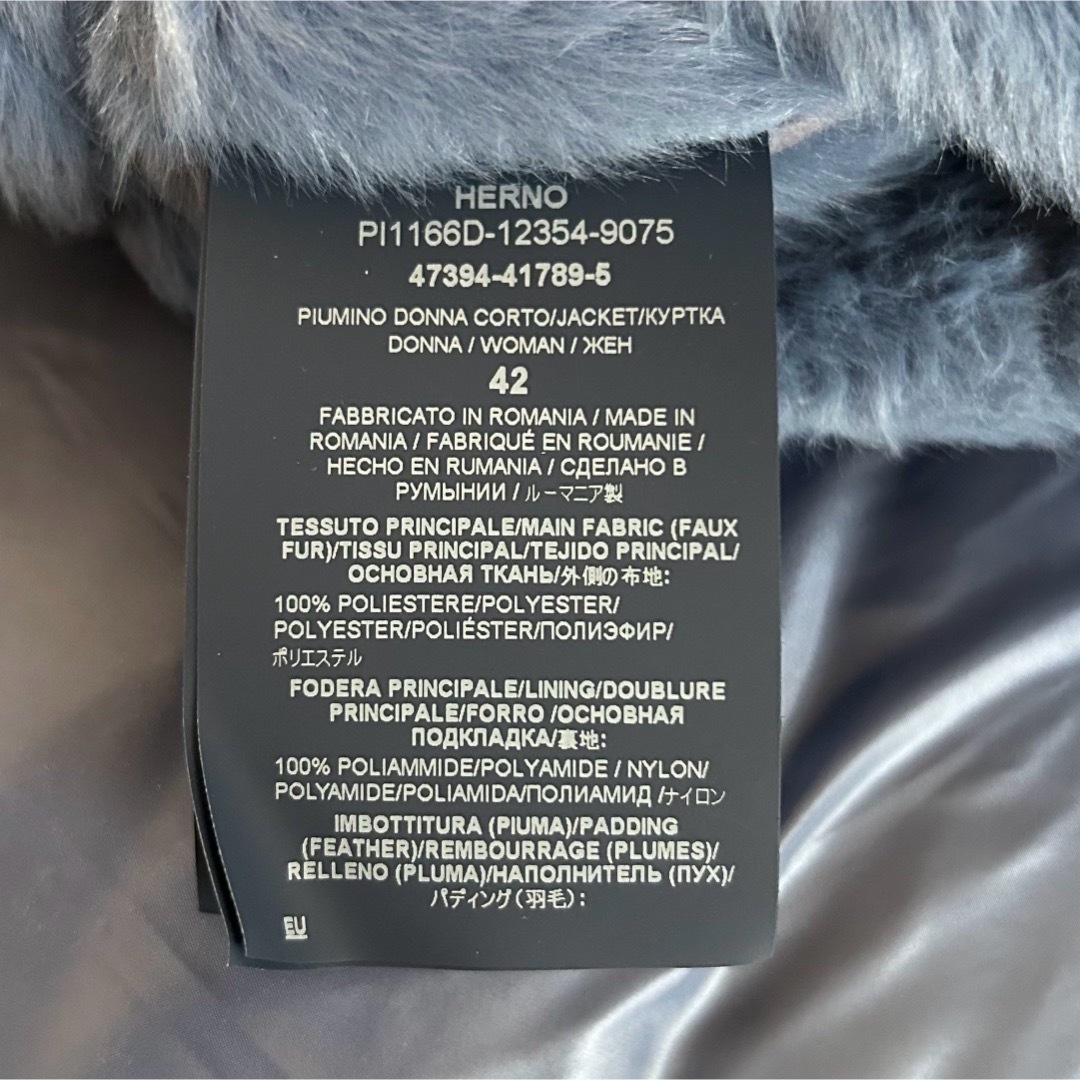 HERNO
PI1166D-12354-9075
47394-41789-5
PIUMINO DONNA CORTO/JACKET/КУРТКА
DONNA / WOMAN / ЖЕН
42
FABBRICATO IN ROMANIA / MADE IN
ROMANIA / FABRIQUÉ EN ROUMANIE /
HECHO EN RUMANIA / СДЕЛАНО В
РУМЫНИИ / ルーマニア製
TESSUTO PRINCIPALE/MAIN FABRIC (FAUX
FUR)/TISSU PRINCIPAL/TEJIDO PRINCIPAL/
ОСНОВНАЯ ТКАНЬ/外側の布地:
100% POLIESTERE/POLYESTER/
POLYESTER/POLIÉSTER/ПОЛИЭФИР/
ポリエステル
FODERA PRINCIPALE/LINING/DOUBLURE
PRINCIPALE/FORRO /ОСНОВНАЯ
ПОДКЛАДКА/裏地:
100% POLIAMMIDE/POLYAMIDE / NYLON/
POLYAMIDE/POLIAMIDA/ПОЛИАМИД /ナイロン
IMBOTTITURA (PIUMA)/PADDING
(FEATHER)/REMBOURRAGE (PLUMES)/
RELLENO (PLUMA)/НАПОЛНИТЕЛЬ (ПУХ)/
パディング(羽毛):
EU